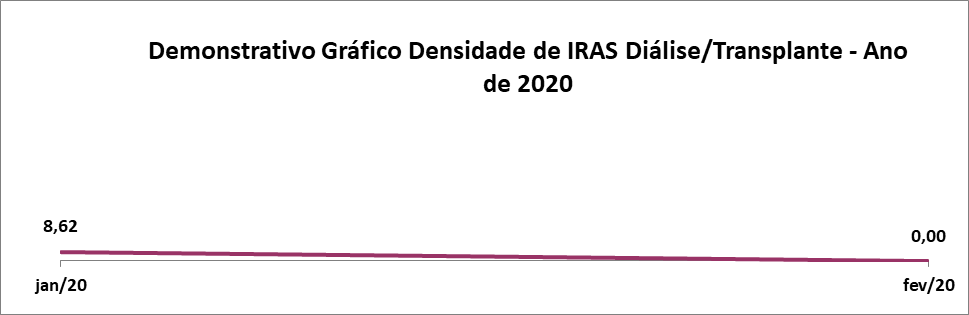 Demonstrativo Gráfico Densidade de IRAS Diálise/Transplante - Ano
de 2020
8,62
0,00
jan/20
fev/20